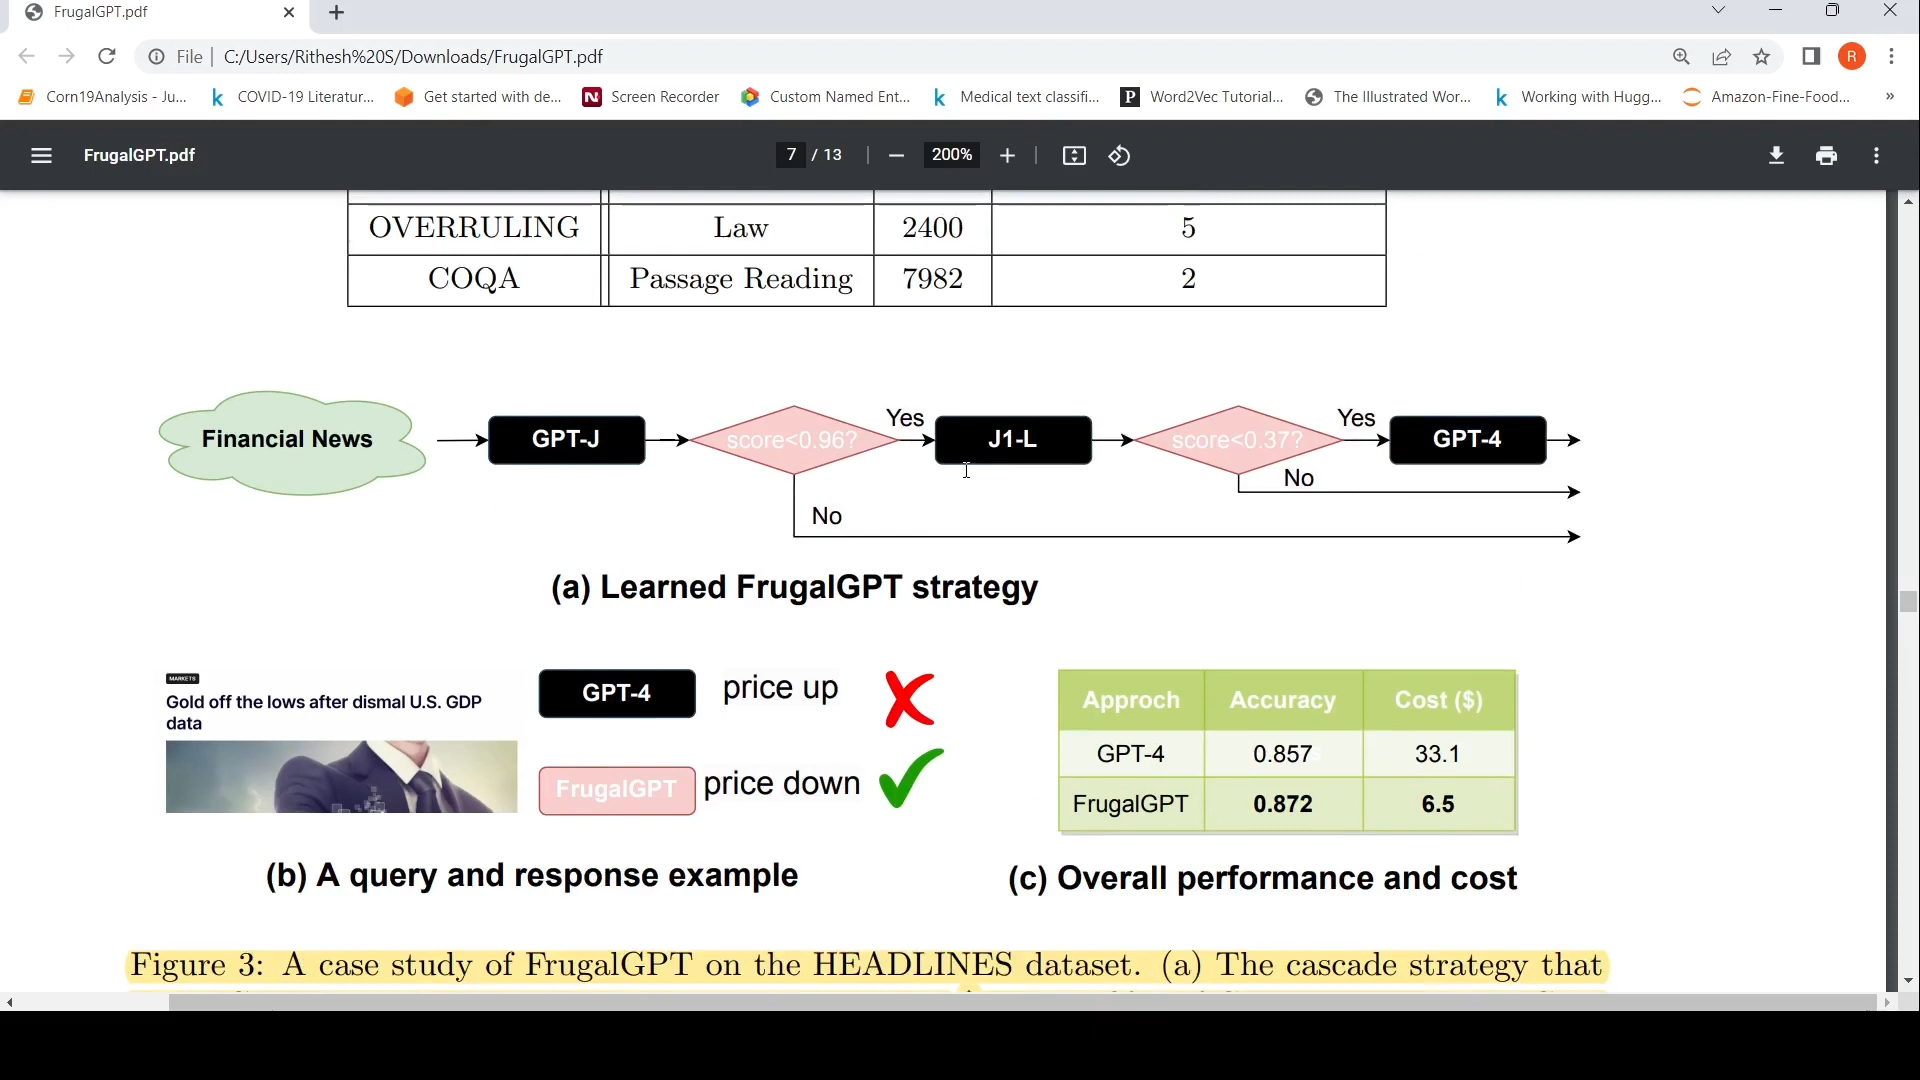 FrugalGPT.pdf
File | C:/Users/Rithesh%20S/Downloads/FrugalGPT.pdf
R
Corn19Analysis - Ju... COVID-19 Literatur... Get started with de... Screen Recorder Custom Named Ent... Medical text classifi... Word2Vec Tutorial... The Illustrated Wor... Working with Hugg... Amazon-Fine-Food... »
FrugalGPT.pdf 7 / 13 200%
OVERRULING Law 2400 5
COQA Passage Reading 7982 2
Financial News GPT-J score<0.96? Yes J1-L score<0.37? Yes GPT-4
No
No
(a) Learned FrugalGPT strategy
MARKETS
Gold off the lows after dismal U.S. GDP
data
GPT-4 price up
FrugalGPT price down
Approch Accuracy Cost ($)
GPT-4 0.857 33.1
FrugalGPT 0.872 6.5
(b) A query and response example
(c) Overall performance and cost
Figure 3: A case study of FrugalGPT on the HEADLINES dataset. (a) The cascade strategy that